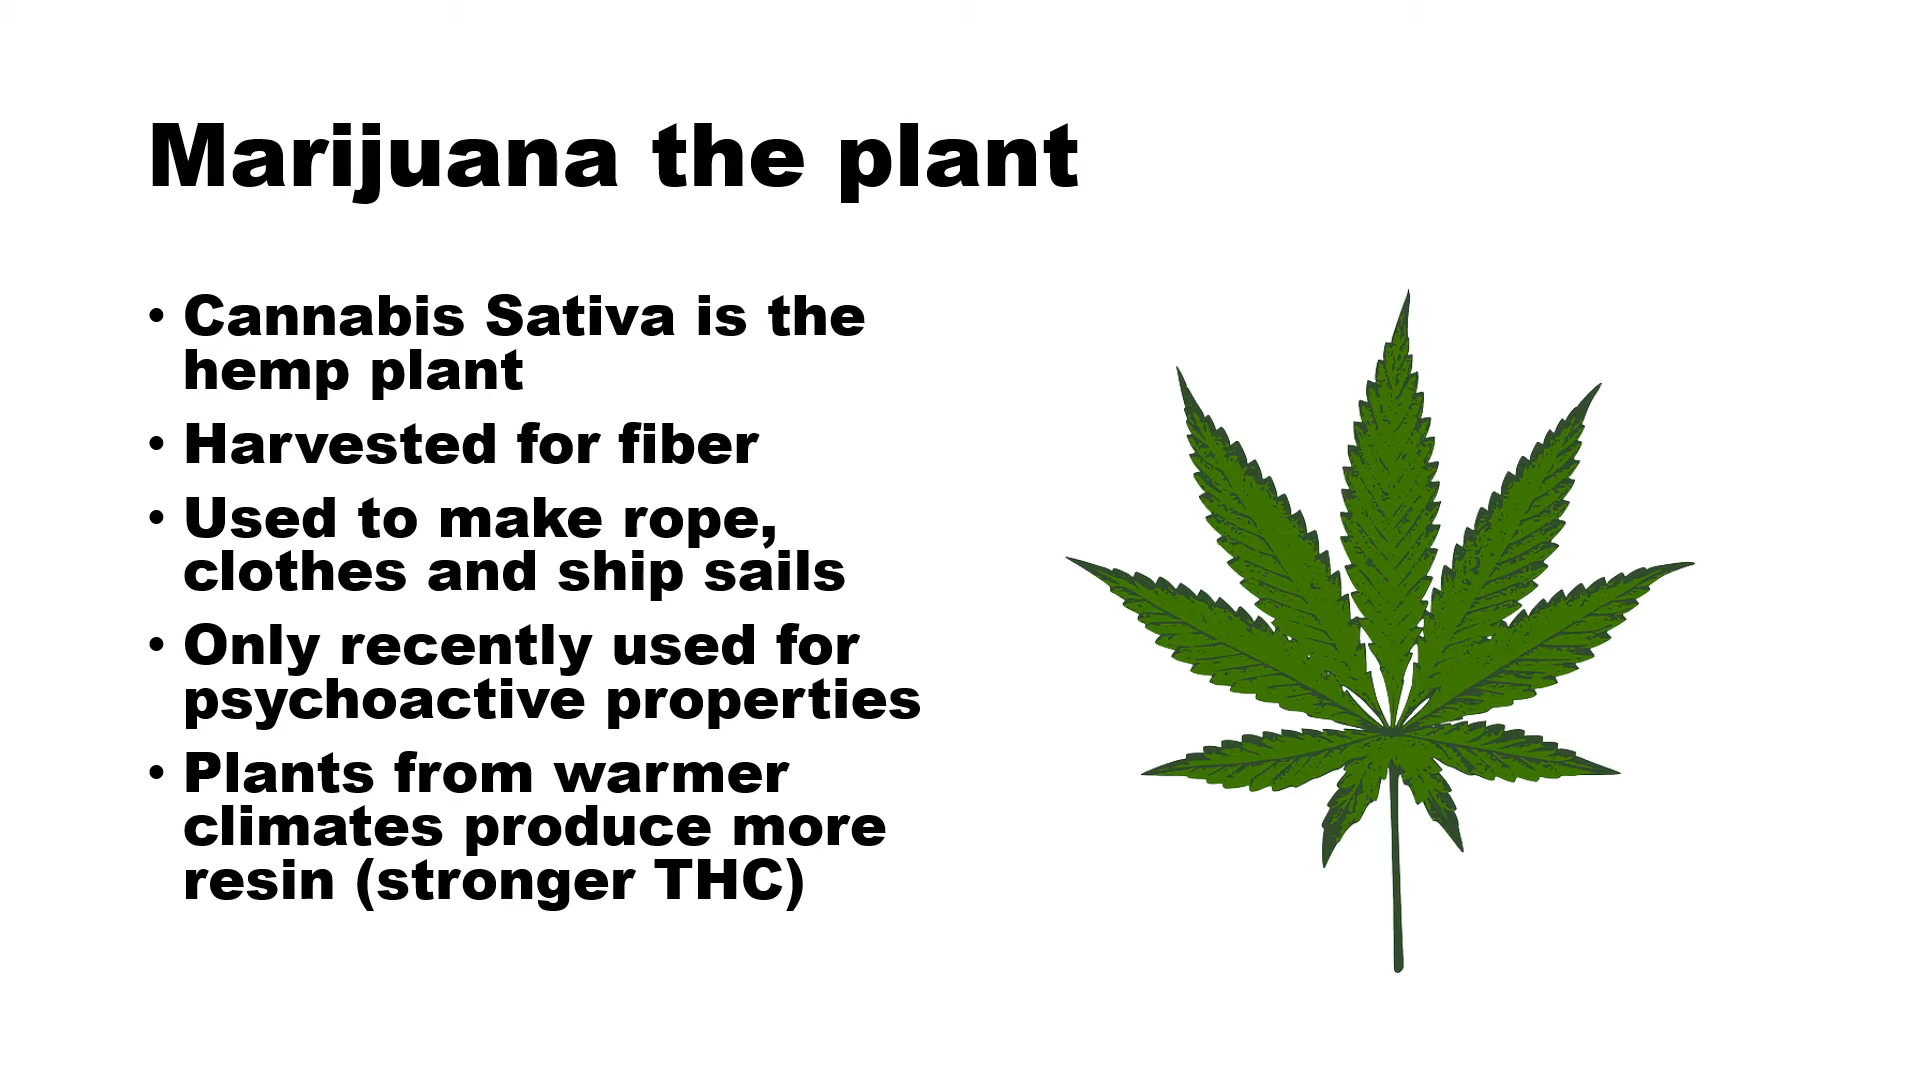 Marijuana the plant
• Cannabis Sativa is the
hemp plant
• Harvested for fiber
• Used to make rope,
clothes and ship sails
• Only recently used for
psychoactive properties
• Plants from warmer
climates produce more
resin (stronger THC)